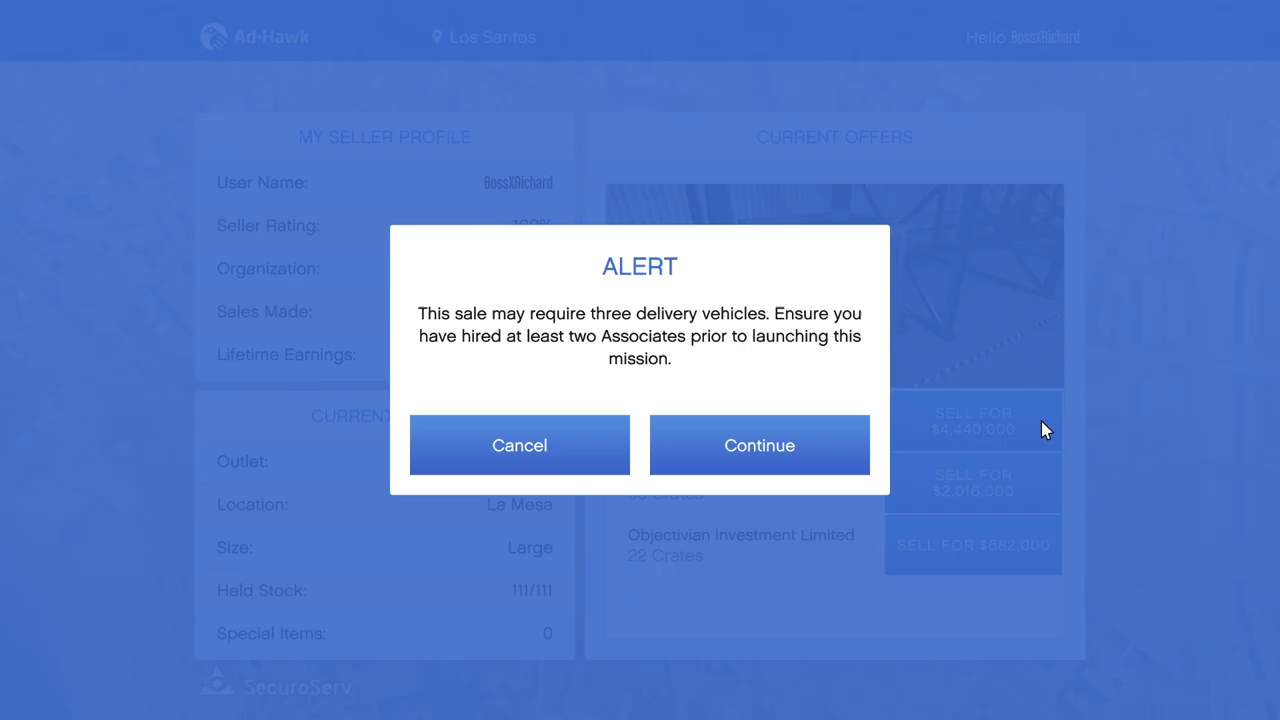 Ad-Hawk
Los Santos
Hello BossXRichard
MY SELLER PROFILE
User Name: BossXRichard
Seller Rating: 100%
Organization:
Sales Made:
Lifetime Earnings:
CURRENT
Outlet:
Location: La Mesa
Size: Large
Held Stock: 111/111
Special Items: 0
SecuroServ
CURRENT OFFERS
SELL FOR
$4,440,000
SELL FOR
$2,016,000
Crates
Objectivian Investment Limited
22 Crates
SELL FOR $682,000
ALERT
This sale may require three delivery vehicles. Ensure you
have hired at least two Associates prior to launching this
mission.
Cancel
Continue